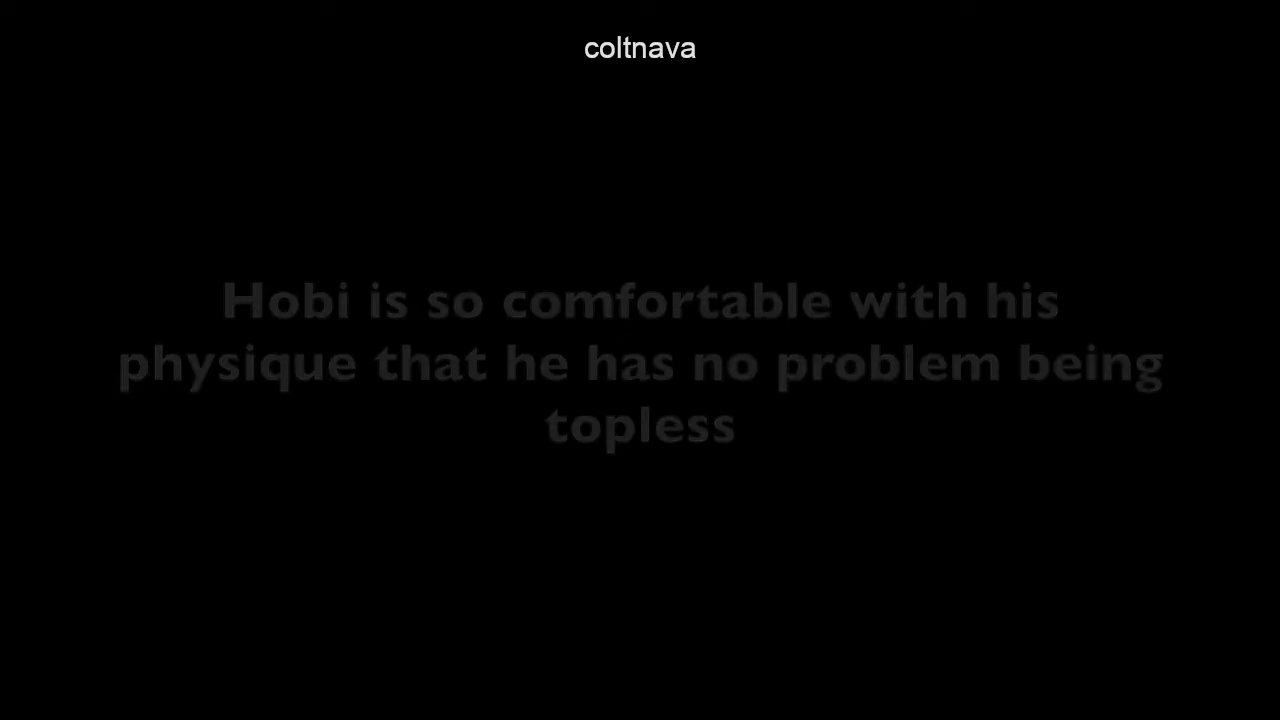 coltnava
Hobi is so comfortable with his
physique that he has no problem being
topless